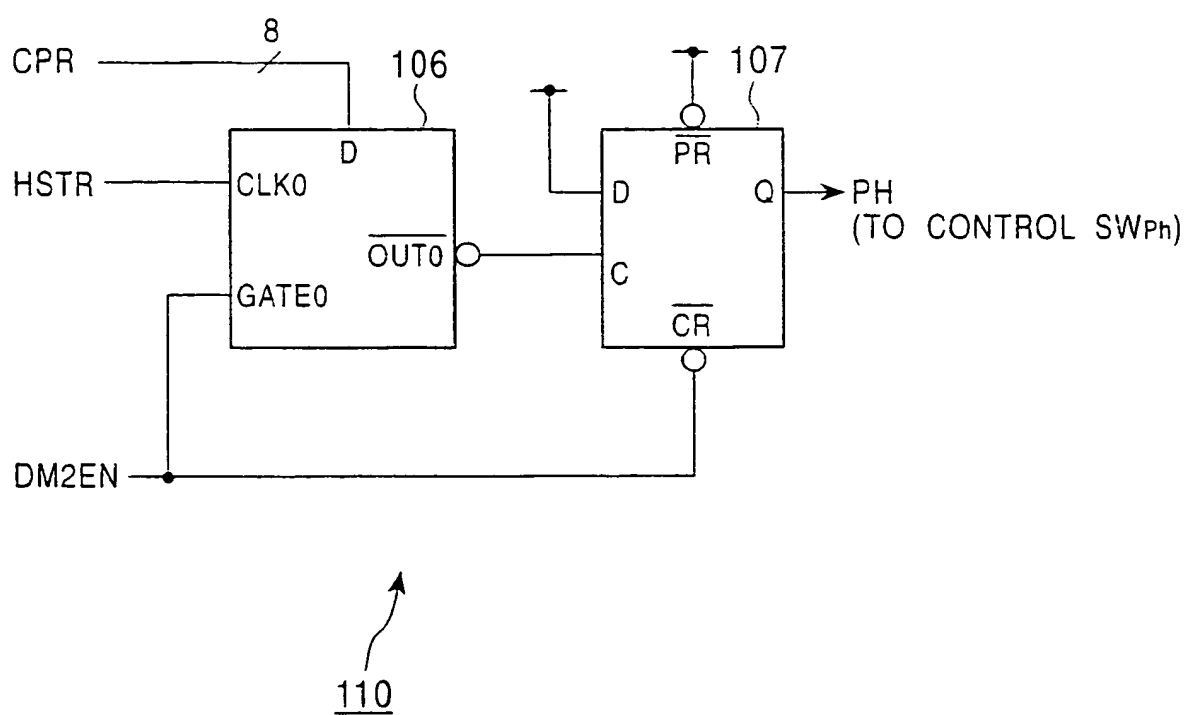 8
CPR
106
107
D
PR
HSTR
CLK0
D
Q
PH
(TO CONTROL SWPh)
OUT0
C
GATE0
CR
DM2EN
110